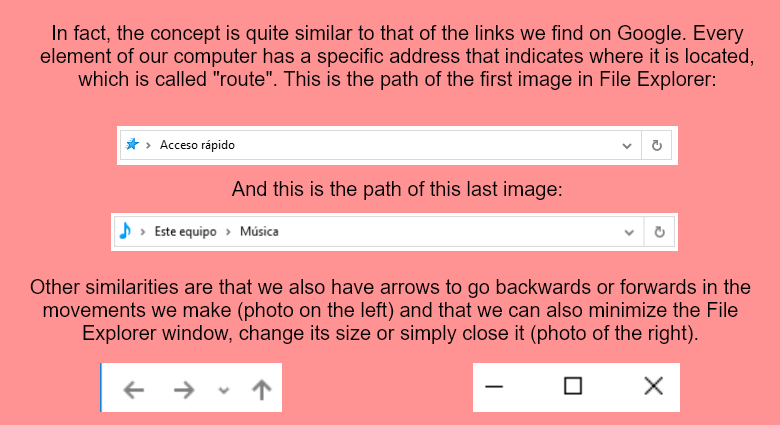 In fact, the concept is quite similar to that of the links we find on Google. Every
element of our computer has a specific address that indicates where it is located,
which is called "route". This is the path of the first image in File Explorer:
Acceso rápido
And this is the path of this last image:
Este equipo > Música
Other similarities are that we also have arrows to go backwards or forwards in the
movements we make (photo on the left) and that we can also minimize the File
Explorer window, change its size or simply close it (photo of the right).